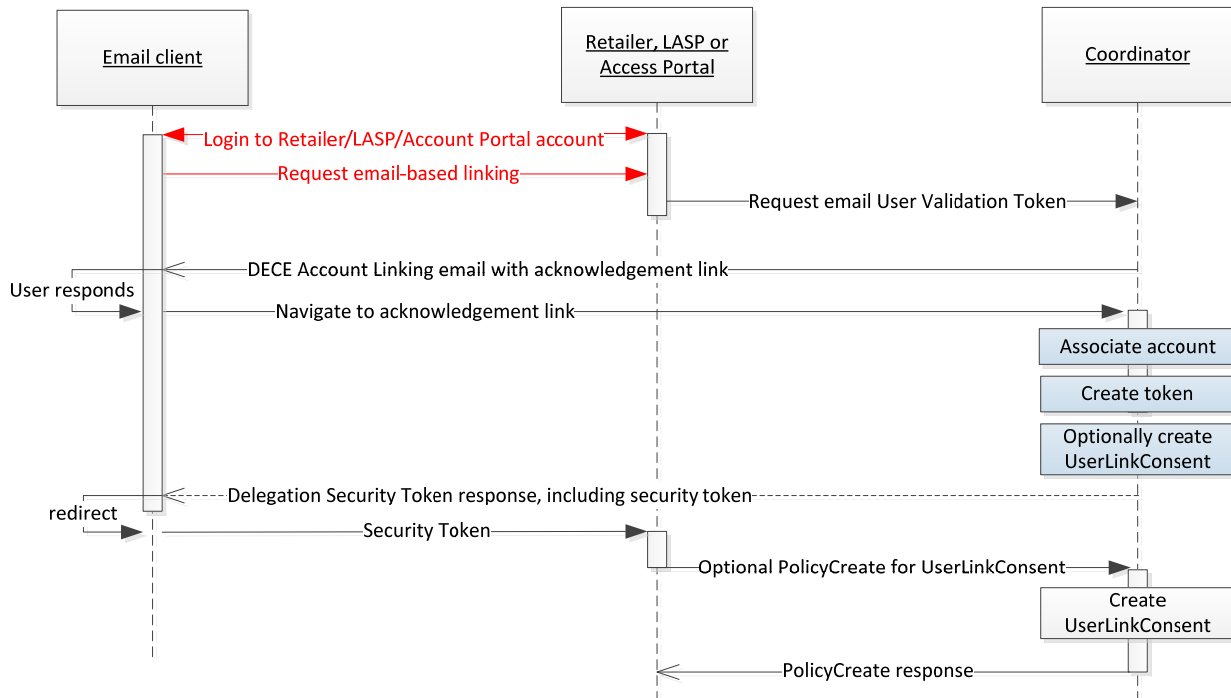 Email client
Retailer, LASP or
Access Portal
Coordinator
Login to Retailer/LASP/Account Portal account
Request email-based linking
Request email User Validation Token
DECE Account Linking email with acknowledgement link
User responds
Navigate to acknowledgement link
Associate account
Create token
Optionally create
UserLinkConsent
Delegation Security Token response, including security token
redirect
Security Token
Optional PolicyCreate for UserLinkConsent
Create
UserLinkConsent
PolicyCreate response